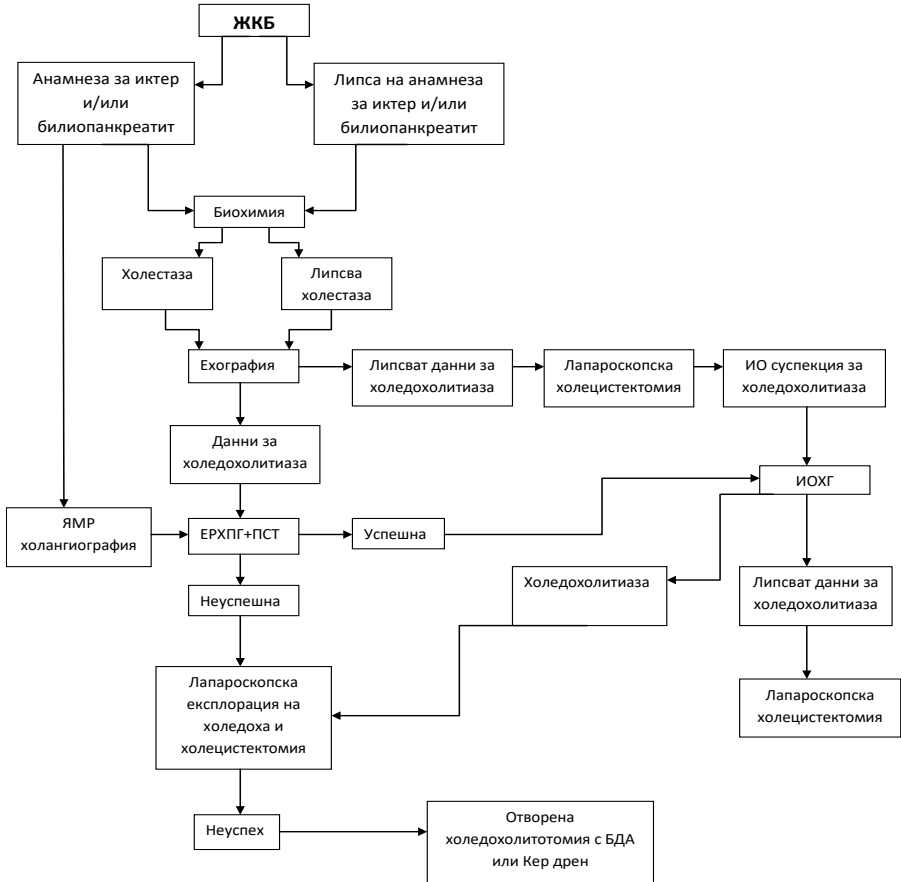 ЖКБ
Анамнеза за иктер
и/или
билиопанкреатит
Липса на анамнеза
за иктер и/или
билиопанкреатит
Биохимия
Холестаза
Липсва
холестаза
Ехография
Липсват данни за
холедохолитиаза
Лапароскопска
холецистектомия
ИО суспекция за
холедохолитиаза
Данни за
холедохолитиаза
ИОХГ
ЯМР
холангиография
ЕРХПГ+ПСТ
Успешна
Неуспешна
Холедохолитиаза
Липсват данни за
холедохолитиаза
Лапароскопска
експлорация на
холедоха и
холецистектомия
Лапароскопска
холецистектомия
Неуспех
Отворена
холедохолитотомия с БДА
или Кер дрен